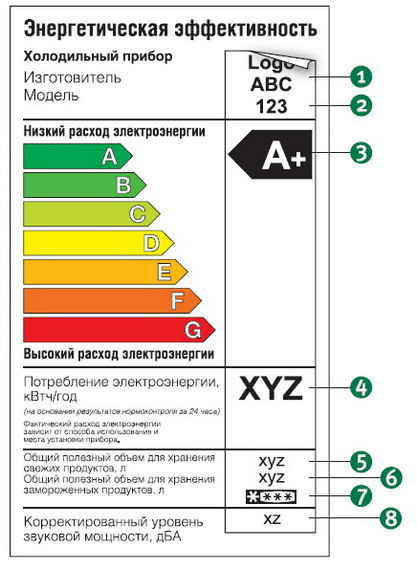 Энергетическая эффективность
Холодильный прибор
Изготовитель
Модель
Logo
ABC
123
1
2
Низкий расход электроэнергии
A
B
C
D
E
F
G
A+
3
Высокий расход электроэнергии
Потребление электроэнергии,
кВтч/год
(на основании результатов нормоконтроля за 24 часа)
Фактический расход электроэнергии
зависит от способа использования и
места установки прибора.
XYZ
4
Общий полезный объем для хранения
свежих продуктов, л
xyz
5
Общий полезный объем для хранения
замороженных продуктов, л
xyz
6
****
7
Корректированный уровень
звуковой мощности, дБА
xz
8